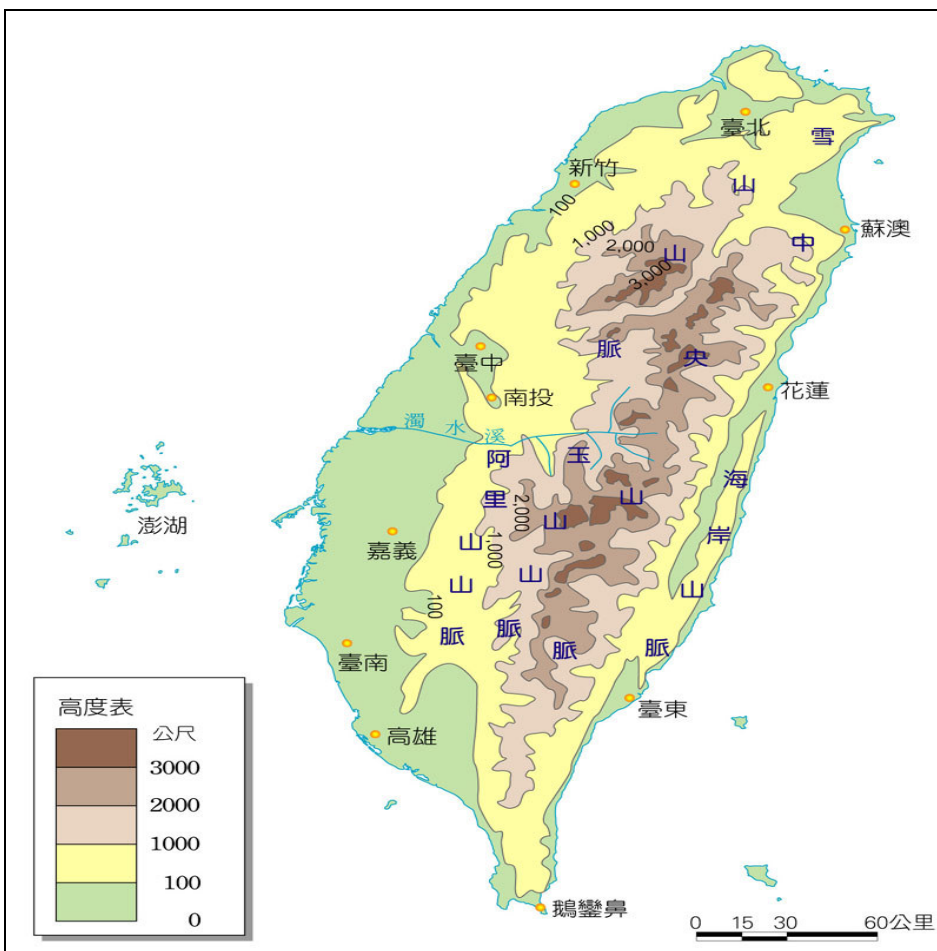 臺北
雪山山脈
新竹
100
1,000
2,000
3,000
蘇澳
中央山脈
臺中
南投
花蓮
濁水溪
阿里山山脈
玉山山脈
海岸山脈
澎湖
嘉義
2,000
1,000
100
臺南
臺東
高雄
鵝鑾鼻
高度表
公尺
3000
2000
1000
100
0
0 15 30 60公里